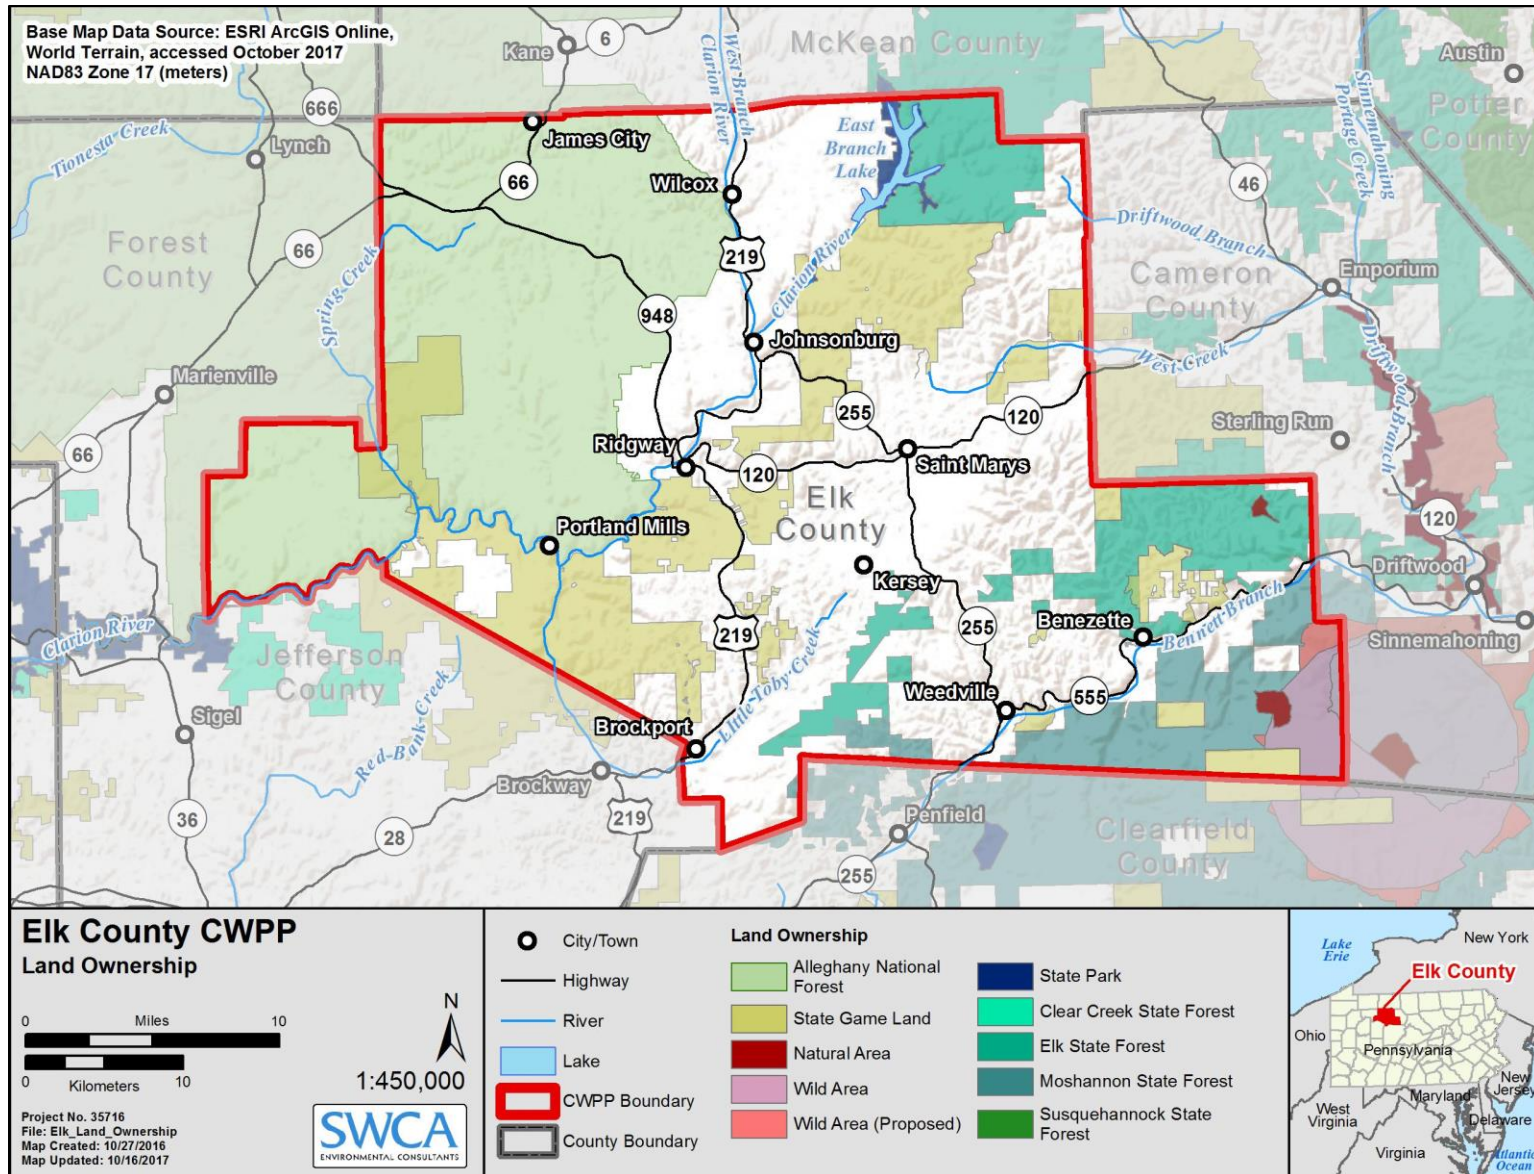 Base Map Data Source: ESRI ArcGIS Online,
World Terrain, accessed October 2017
NAD83 Zone 17 (meters)
Kane
6
McKean County
Austin
Potter
County
West Branch
Clarion River
Sinnemahoning
Portage Creek
666
Tionesta Creek
Lynch
James City
East
Branch
Lake
66
Wilcox
46
Forest
County
66
Spring Creek
219
Clarion River
Driftwood Branch
Cameron
County
Emporium
948
Johnsonburg
West Creek
Driftwood Branch
Marienville
255
120
Sterling Run
66
Ridgway
120
Saint Marys
Elk
County
120
Portland Mills
Kersey
Driftwood
Clarion River
219
255
Benezette
Bennett Branch
Sinnemahoning
Jefferson
County
Little Toby Creek
Weedville
555
Sigel
Red-Bank Creek
Brockport
Brockway
36
28
219
Penfield
Clearfield
County
255
Elk County CWPP
Land Ownership
0 Miles 10
0 Kilometers 10
N
1:450,000
Project No. 35716
File: Elk_Land_Ownership
Map Created: 10/27/2016
Map Updated: 10/16/2017
SWCA
ENVIRONMENTAL CONSULTANTS
City/Town
Highway
River
Lake
CWPP Boundary
County Boundary
Land Ownership
Alleghany National
Forest
State Game Land
Natural Area
Wild Area
Wild Area (Proposed)
State Park
Clear Creek State Forest
Elk State Forest
Moshannon State Forest
Susquehannock State
Forest
Lake
Erie
New York
Elk County
Ohio
Pennsylvania
New
Jersey
West
Virginia
Maryland
Delaware
Virginia
Atlantic
Ocean